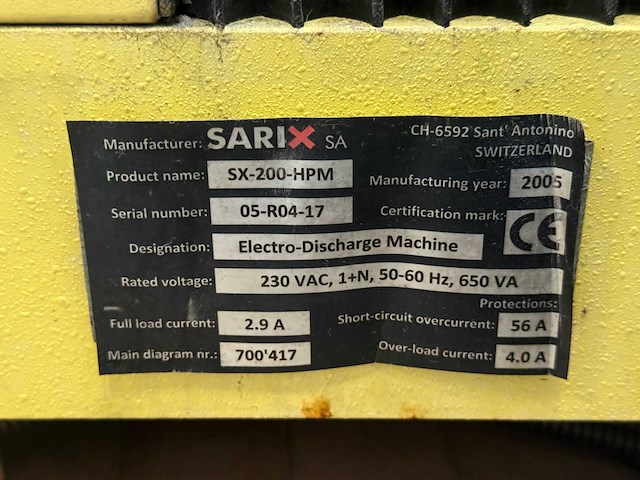 Manufacturer: SARIX SA CH-6592 Sant' Antonino
SWITZERLAND
Product name: SX-200-HPM Manufacturing year: 2005
Serial number: 05-R04-17 Certification mark: CE
Designation: Electro-Discharge Machine
Rated voltage: 230 VAC, 1+N, 50-60 Hz, 650 VA
Protections:
Full load current: 2.9 A Short-circuit overcurrent: 56 A
Main diagram nr.: 700'417 Over-load current: 4.0 A